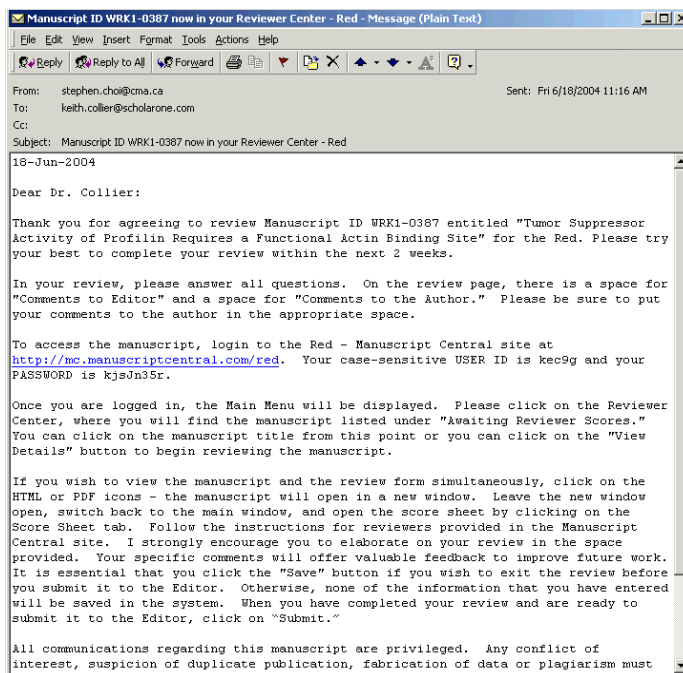 Manuscript ID WRK1-0387 now in your Reviewer Center - Red - Message (Plain Text)
File Edit View Insert Format Tools Actions Help
Reply Reply to All Forward
From: stephen.choi@cma.ca Sent: Fri 6/18/2004 11:16 AM
To: keith.collier@scholarone.com
Cc:
Subject: Manuscript ID WRK1-0387 now in your Reviewer Center - Red
18-Jun-2004
Dear Dr. Collier:
Thank you for agreeing to review Manuscript ID WRK1-0387 entitled "Tumor Suppressor
Activity of Profilin Requires a Functional Actin Binding Site" for the Red. Please try
your best to complete your review within the next 2 weeks.
In your review, please answer all questions.  On the review page, there is a space for
"Comments to Editor" and a space for "Comments to the Author."  Please be sure to put
your comments to the author in the appropriate space.
To access the manuscript, login to the Red - Manuscript Central site at
http://mc.manuscriptcentral.com/red.  Your case-sensitive USER ID is kec9g and your
PASSWORD is kjsJn35r.
Once you are logged in, the Main Menu will be displayed.  Please click on the Reviewer
Center, where you will find the manuscript listed under "Awaiting Reviewer Scores."
You can click on the manuscript title from this point or you can click on the "View
Details" button to begin reviewing the manuscript.
If you wish to view the manuscript and the review form simultaneously, click on the
HTML or PDF icons - the manuscript will open in a new window.  Leave the new window
open, switch back to the main window, and open the score sheet by clicking on the
Score Sheet tab.  Follow the instructions for reviewers provided in the Manuscript
Central site.  I strongly encourage you to elaborate on your review in the space
provided.  Your specific comments will offer valuable feedback to improve future work.
It is essential that you click the "Save" button if you wish to exit the review before
you submit it to the Editor.  Otherwise, none of the information that you have entered
will be saved in the system.  When you have completed your review and are ready to
submit it to the Editor, click on “Submit.”
All communications regarding this manuscript are privileged.  Any conflict of
interest, suspicion of duplicate publication, fabrication of data or plagiarism must